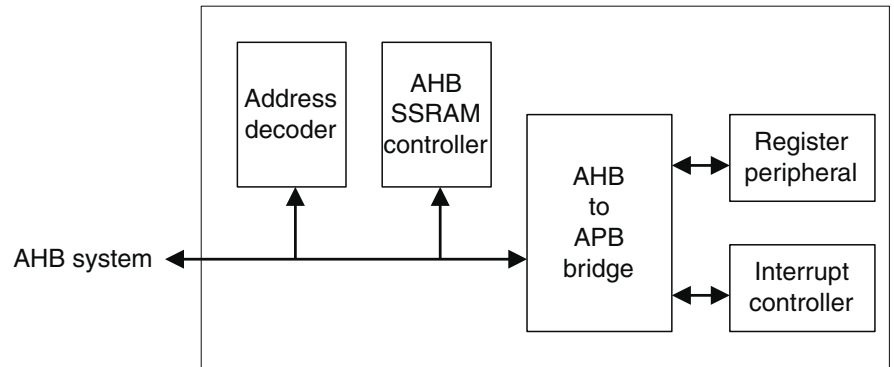 Address
decoder
AHB
SSRAM
controller
AHB
to
APB
bridge
Register
peripheral
Interrupt
controller
AHB system